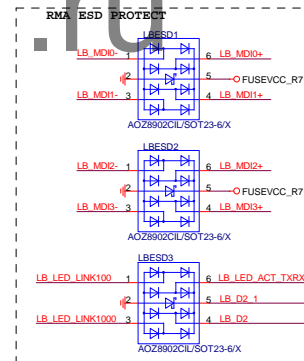 RMA ESD PROTECT
.ru
LBESD1
LB_MDI0- 1 6 LB_MDI0+
2 5 FUSEVCC_R7
LB_MDI1- 3 4 LB_MDI1+
AOZ8902CIL/SOT23-6/X
LBESD2
LB_MDI2- 1 6 LB_MDI2+
2 5 FUSEVCC_R7
LB_MDI3- 3 4 LB_MDI3+
AOZ8902CIL/SOT23-6/X
LBESD3
LB_LED_LINK100 1 6 LB_LED_ACT_TXRX
2 5 LB_D2_1
LB_LED_LINK1000 3 4 LB_D2
AOZ8902CIL/SOT23-6/X